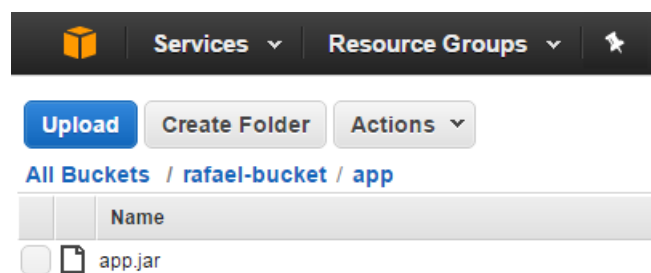 Services Resource Groups
Upload Create Folder Actions
All Buckets / rafael-bucket / app
Name
app.jar